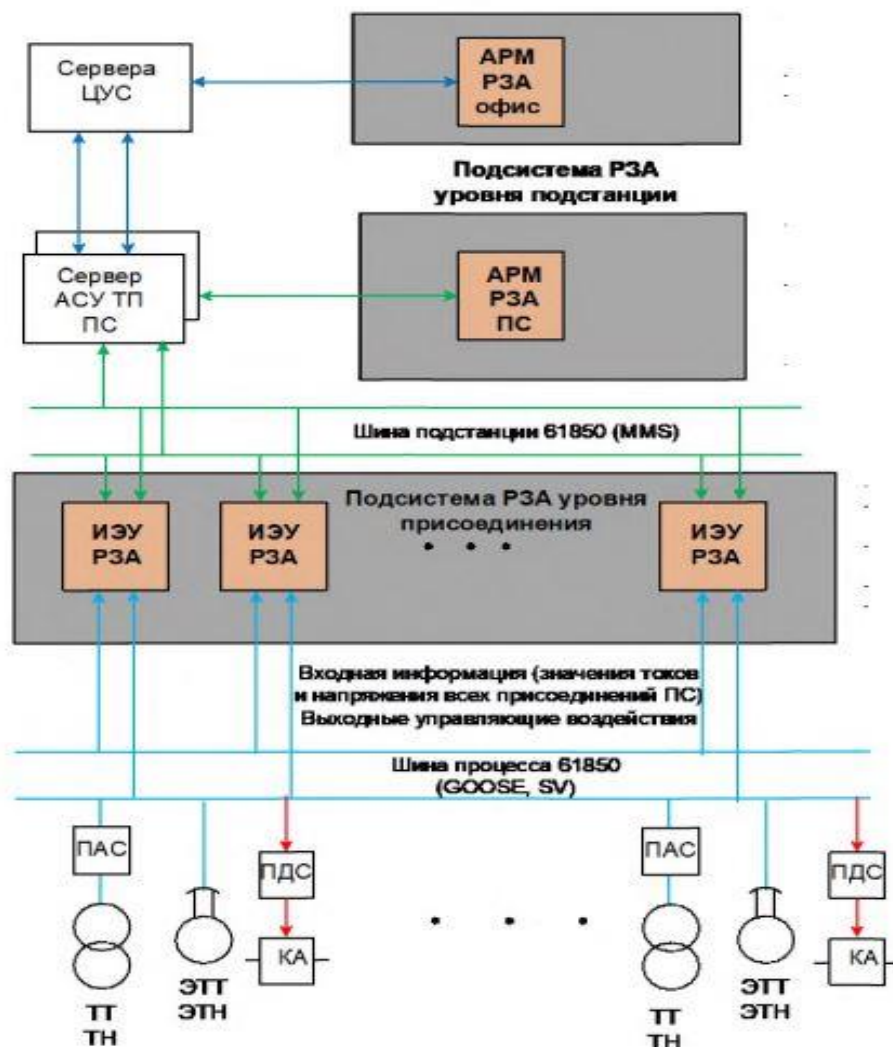 Сервера
ЦУС
АРМ
РЗА
офис
Подсистема РЗА
уровня подстанции
Сервер
АСУ ТП
ПС
АРМ
РЗА
ПС
Шина подстанции 61850 (MMS)
Подсистема РЗА уровня
присоединения
ИЭУ
РЗА
ИЭУ
РЗА
ИЭУ
РЗА
Входная информация (значения токов
и напряжения всех присоединений ПС)
Выходные управляющие воздействия
Шина процесса 61850
(GOOSE, SV)
ПАС
ПДС
ПАС
ПДС
КА
КА
ТТ
ТН
ЭТТ
ЭТН
ТТ
ТН
ЭТТ
ЭТН